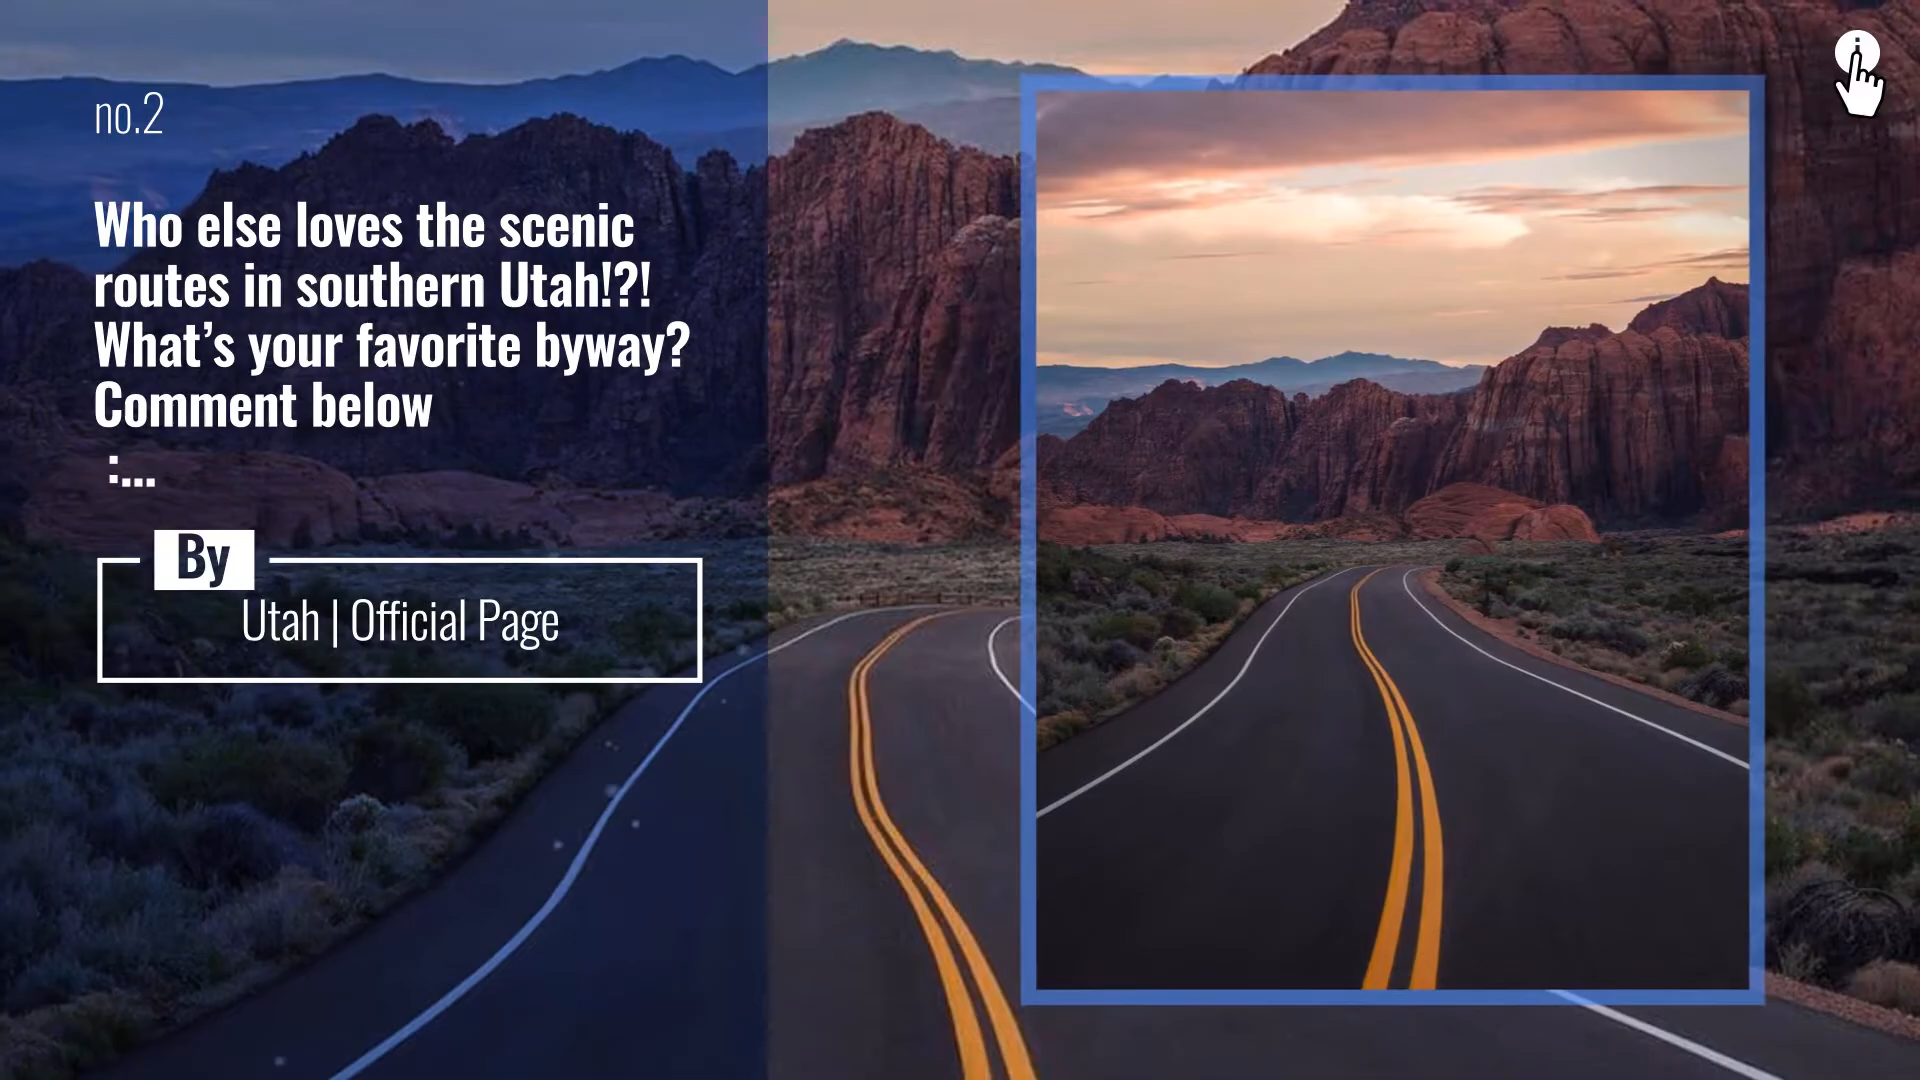 no.2
Who else loves the scenic
routes in southern Utah!?!
What’s your favorite byway?
Comment below
:...
By
Utah | Official Page